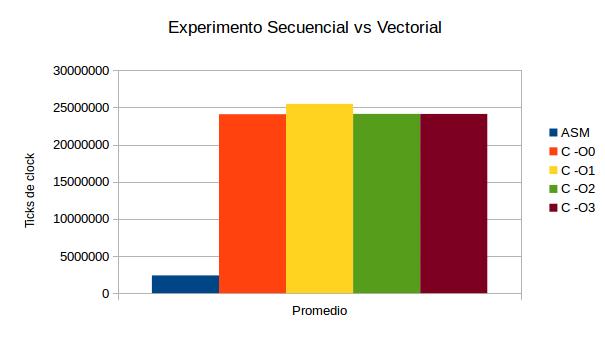 Experimento Secuencial vs Vectorial
30000000
25000000
20000000
15000000
10000000
5000000
0
Ticks de clock
Promedio
ASM
C -O0
C -O1
C -O2
C -O3